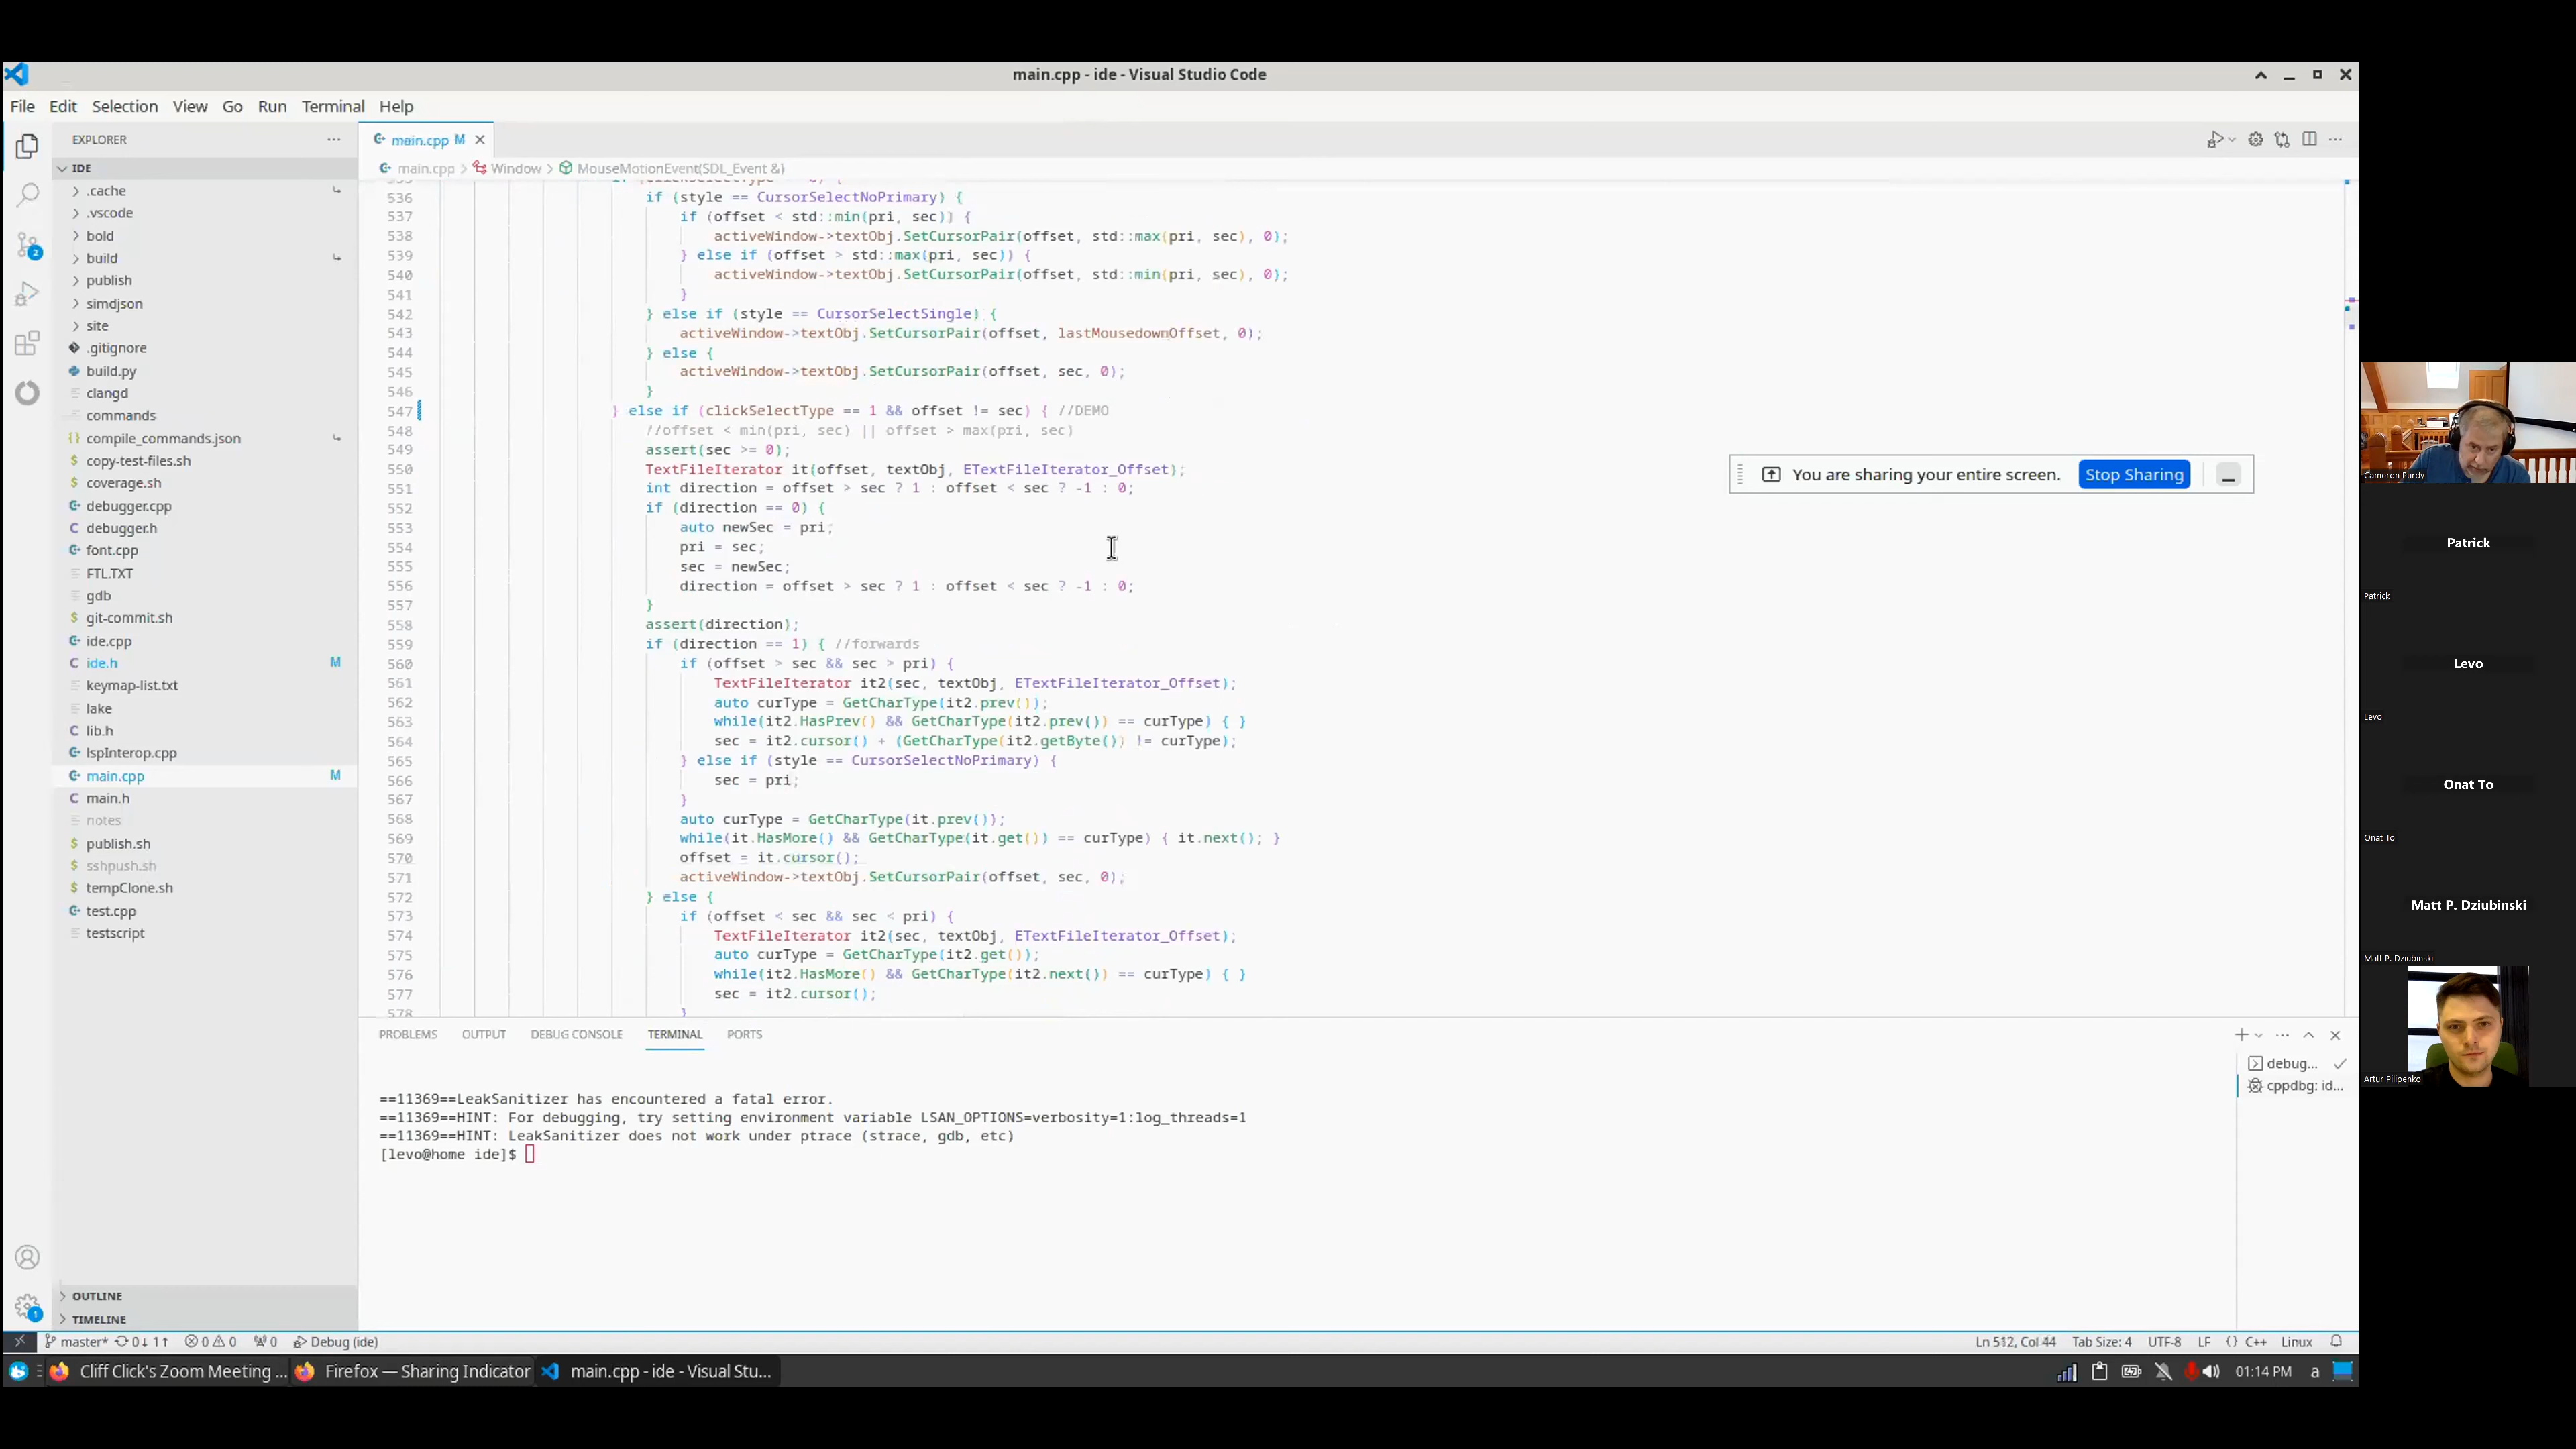 main.cpp - ide - Visual Studio Code
File Edit Selection View Go Run Terminal Help
EXPLORER
IDE
.cache
.vscode
bold
build
publish
simdjson
site
.gitignore
build.py
clangd
commands
compile_commands.json
copy-test-files.sh
coverage.sh
debugger.cpp
debugger.h
font.cpp
FTL.TXT
gdb
git-commit.sh
ide.cpp
ide.h M
keymap-list.txt
lake
lib.h
lspInterop.cpp
main.cpp M
main.h
notes
publish.sh
sshpush.sh
tempClone.sh
test.cpp
testscript
OUTLINE
TIMELINE
2
1
main.cpp M
main.cpp > Window > MouseMotionEvent(SDL_Event &)
536 if (style == CursorSelectNoPrimary) {
537 if (offset < std::min(pri, sec)) {
538 activeWindow->textObj.SetCursorPair(offset, std::max(pri, sec), 0);
539 } else if (offset > std::max(pri, sec)) {
540 activeWindow->textObj.SetCursorPair(offset, std::min(pri, sec), 0);
541 }
542 } else if (style == CursorSelectSingle) {
543 activeWindow->textObj.SetCursorPair(offset, lastMousedownOffset, 0);
544 } else {
545 activeWindow->textObj.SetCursorPair(offset, sec, 0);
546 }
547 } else if (clickSelectType == 1 && offset != sec) { //DEMO
548 //offset < min(pri, sec) || offset > max(pri, sec)
549 assert(sec >= 0);
550 TextFileIterator it(offset, textObj, ETextFileIterator_Offset);
551 int direction = offset > sec ? 1 : offset < sec ? -1 : 0;
552 if (direction == 0) {
553 auto newSec = pri;
554 pri = sec;
555 sec = newSec;
556 direction = offset > sec ? 1 : offset < sec ? -1 : 0;
557 }
558 assert(direction);
559 if (direction == 1) { //forwards
560 if (offset > sec && sec > pri) {
561 TextFileIterator it2(sec, textObj, ETextFileIterator_Offset);
562 auto curType = GetCharType(it2.prev());
563 while(it2.HasPrev() && GetCharType(it2.prev()) == curType) { }
564 sec = it2.cursor() + (GetCharType(it2.getByte()) != curType);
565 } else if (style == CursorSelectNoPrimary) {
566 sec = pri;
567 }
568 auto curType = GetCharType(it.prev());
569 while(it.HasMore() && GetCharType(it.get()) == curType) { it.next(); }
570 offset = it.cursor();
571 activeWindow->textObj.SetCursorPair(offset, sec, 0);
572 } else {
573 if (offset < sec && sec < pri) {
574 TextFileIterator it2(sec, textObj, ETextFileIterator_Offset);
575 auto curType = GetCharType(it2.get());
576 while(it2.HasMore() && GetCharType(it2.next()) == curType) { }
577 sec = it2.cursor();
578 }
You are sharing your entire screen. Stop Sharing
PROBLEMS OUTPUT DEBUG CONSOLE TERMINAL PORTS
debug...
cppdbg: id...
==11369==LeakSanitizer has encountered a fatal error.
==11369==HINT: For debugging, try setting environment variable LSAN_OPTIONS=verbosity=1:log_threads=1
==11369==HINT: LeakSanitizer does not work under ptrace (strace, gdb, etc)
[levo@home ide]$
master* 0↓ 1↑ 0 0 0 Debug (ide) Ln 512, Col 44 Tab Size: 4 UTF-8 LF {} C++ Linux
Cliff Click's Zoom Meeting ... Firefox — Sharing Indicator main.cpp - ide - Visual Stu... 01:14 PM a
Cameron Purdy
Patrick
Patrick
Levo
Levo
Onat To
Onat To
Matt P. Dziubinski
Matt P. Dziubinski
Artur Pilipenko